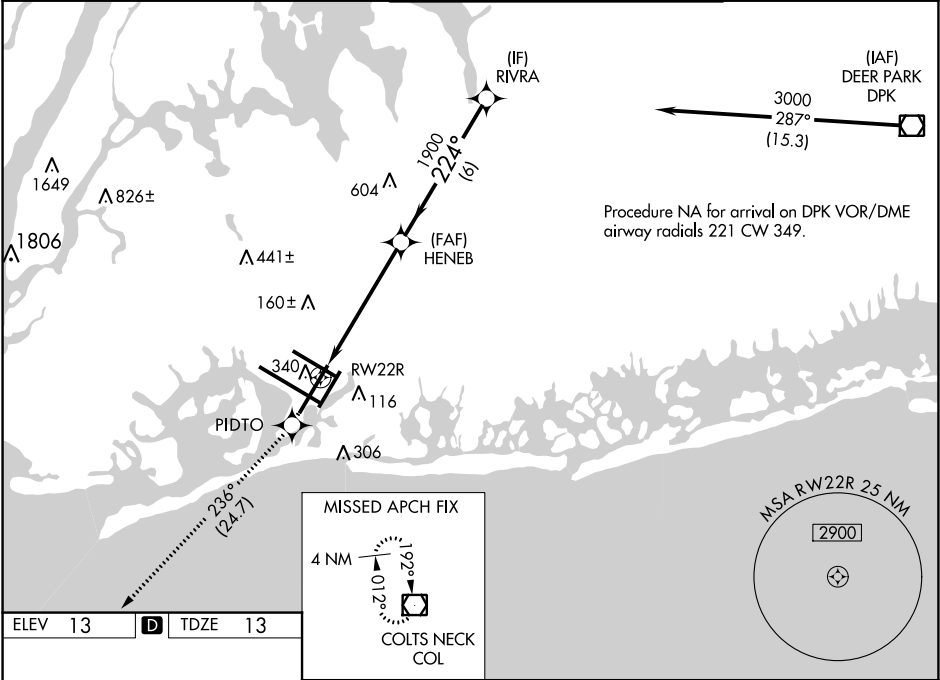 (IF)
RIVRA
(IAF)
DEER PARK
DPK
3000
287°
(15.3)
1900
224°
(6)
1649
826±
604
Procedure NA for arrival on DPK VOR/DME
airway radials 221 CW 349.
1806
441±
(FAF)
HENEB
160±
340
RW22R
116
PIDTO
306
236°
(24.7)
MISSED APCH FIX
4 NM
192°
012°
COLTS NECK
COL
MSA RW22R 25 NM
2900
ELEV 13 D TDZE 13